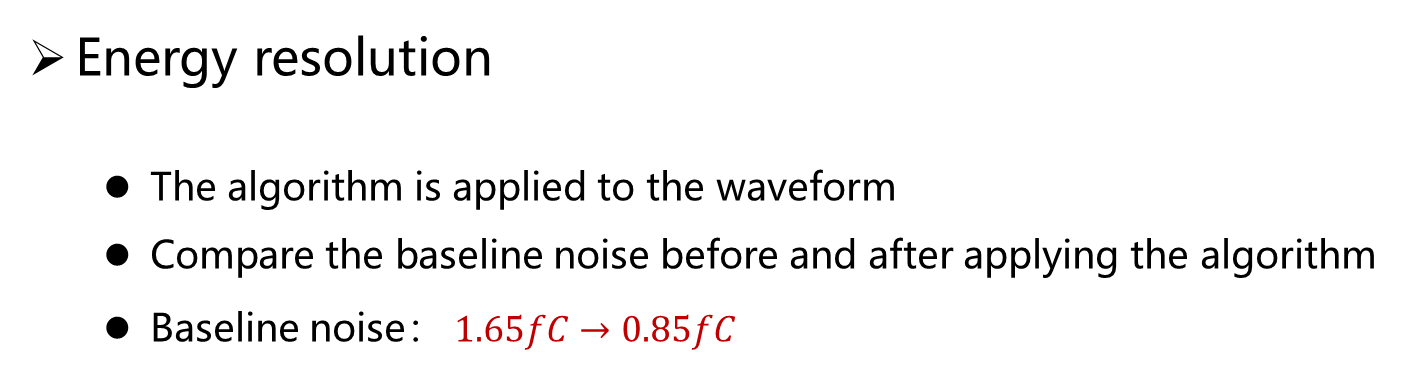 ➢ Energy resolution
● The algorithm is applied to the waveform
● Compare the baseline noise before and after applying the algorithm
● Baseline noise： 1.65fC → 0.85fC